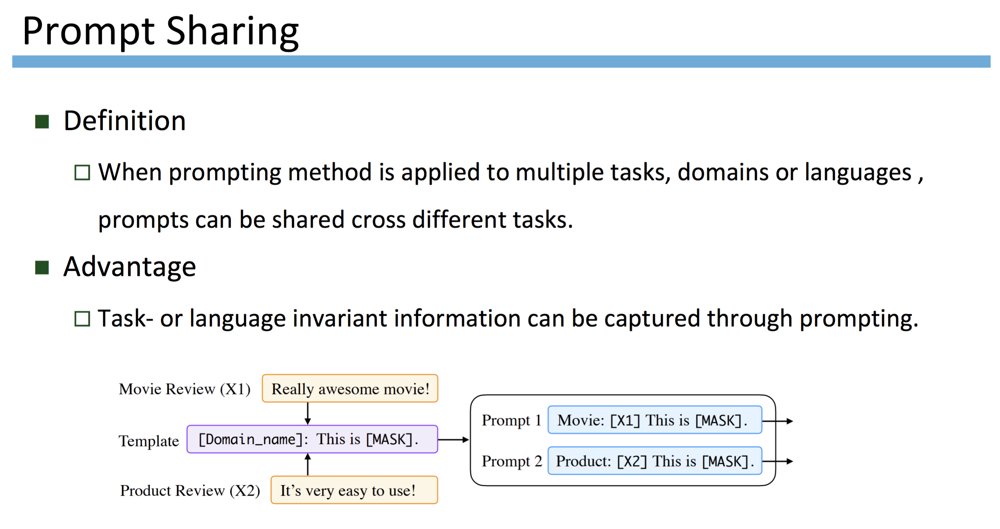 Prompt Sharing
Definition
When prompting method is applied to multiple tasks, domains or languages ,
prompts can be shared cross different tasks.
Advantage
Task- or language invariant information can be captured through prompting.
Movie Review (X1) Really awesome movie!
Template [Domain_name]: This is [MASK].
Product Review (X2) It’s very easy to use!
Prompt 1 Movie: [X1] This is [MASK].
Prompt 2 Product: [X2] This is [MASK].